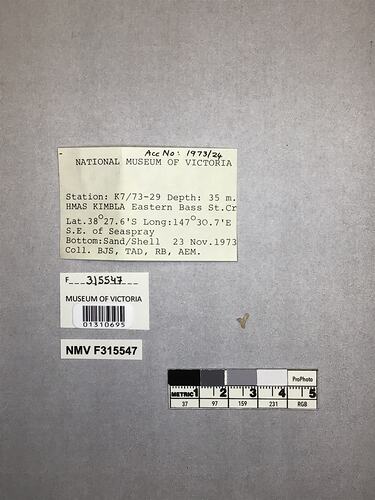 Acc No: 1973/24
NATIONAL MUSEUM OF VICTORIA
Station: K7/73-29 Depth: 35 m.
HMAS KIMBLA Eastern Bass St.Cr
Lat.38°27.6'S Long:147°30.7'E
S.E. of Seaspray
Bottom:Sand/Shell 23 Nov.1973
Coll. BJS, TAD, RB, AEM.
F___315547___
MUSEUM OF VICTORIA
01310695
NMV F315547
ProPhoto
METRIC 1 2 3 4 5
37 97 159 231 RGB